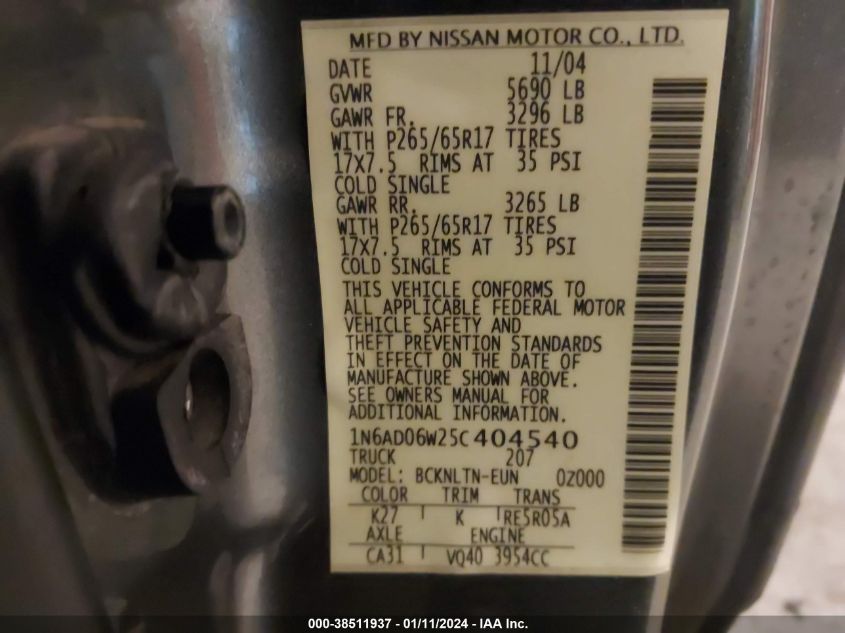 MFD BY NISSAN MOTOR CO., LTD.
DATE 11/04
GVWR 5690 LB
GAWR FR. 3296 LB
WITH P265/65R17 TIRES
17X7.5 RIMS AT 35 PSI
COLD SINGLE
GAWR RR. 3265 LB
WITH P265/65R17 TIRES
17X7.5 RIMS AT 35 PSI
COLD SINGLE
THIS VEHICLE CONFORMS TO
ALL APPLICABLE FEDERAL MOTOR
VEHICLE SAFETY AND
THEFT PREVENTION STANDARDS
IN EFFECT ON THE DATE OF
MANUFACTURE SHOWN ABOVE.
SEE OWNERS MANUAL FOR
ADDITIONAL INFORMATION.
1N6AD06W25C404540
TRUCK 207
MODEL: BCKNLTN-EUN 0Z000
COLOR TRIM TRANS
K27 K RE5R05A
AXLE ENGINE
CA31 VQ40 3954CC
000-38511937 - 01/11/2024 - IAA Inc.